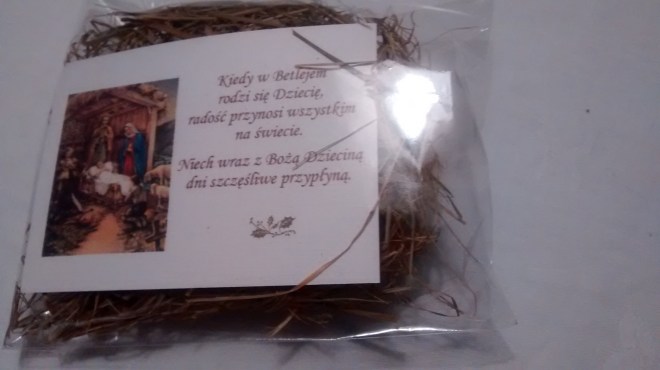 Kiedy w Betlejem
rodzi się Dziecię,
radość przynosi wszystkim
na świecie.
Niech wraz z Bożą Dzieciną
dni szczęśliwe przypłyną.